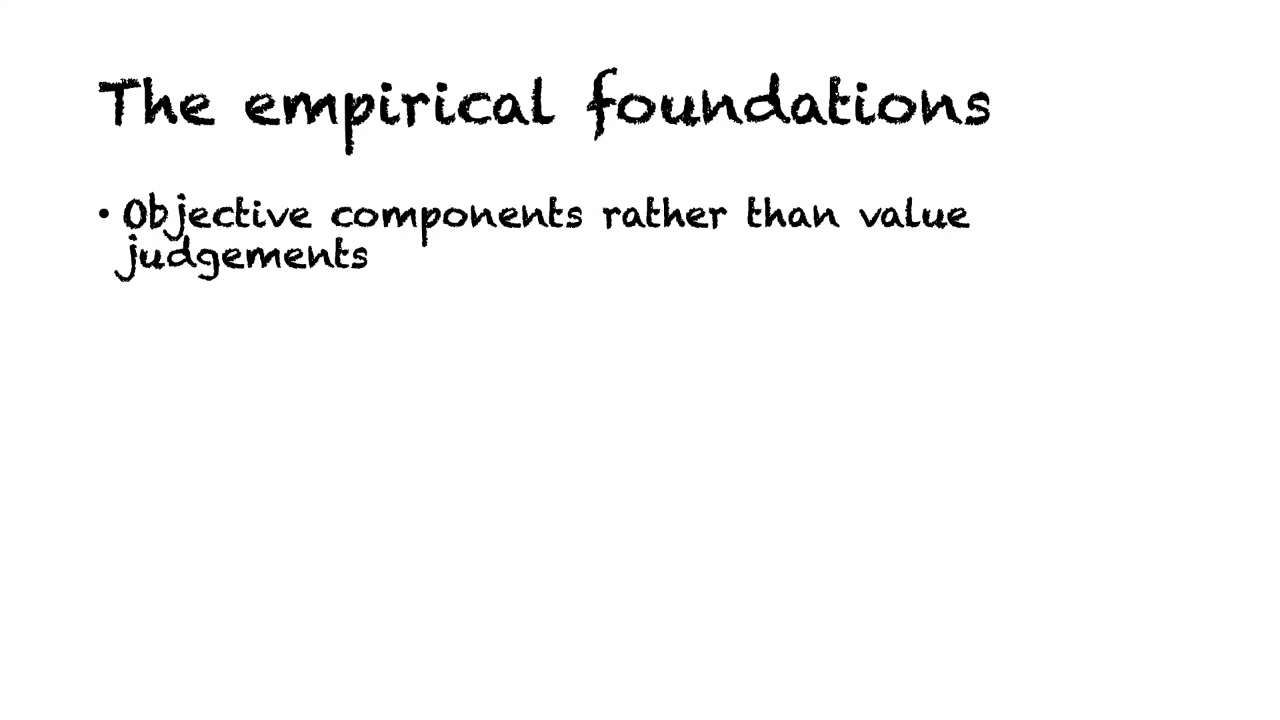 The empirical foundations
• Objective components rather than value
judgements